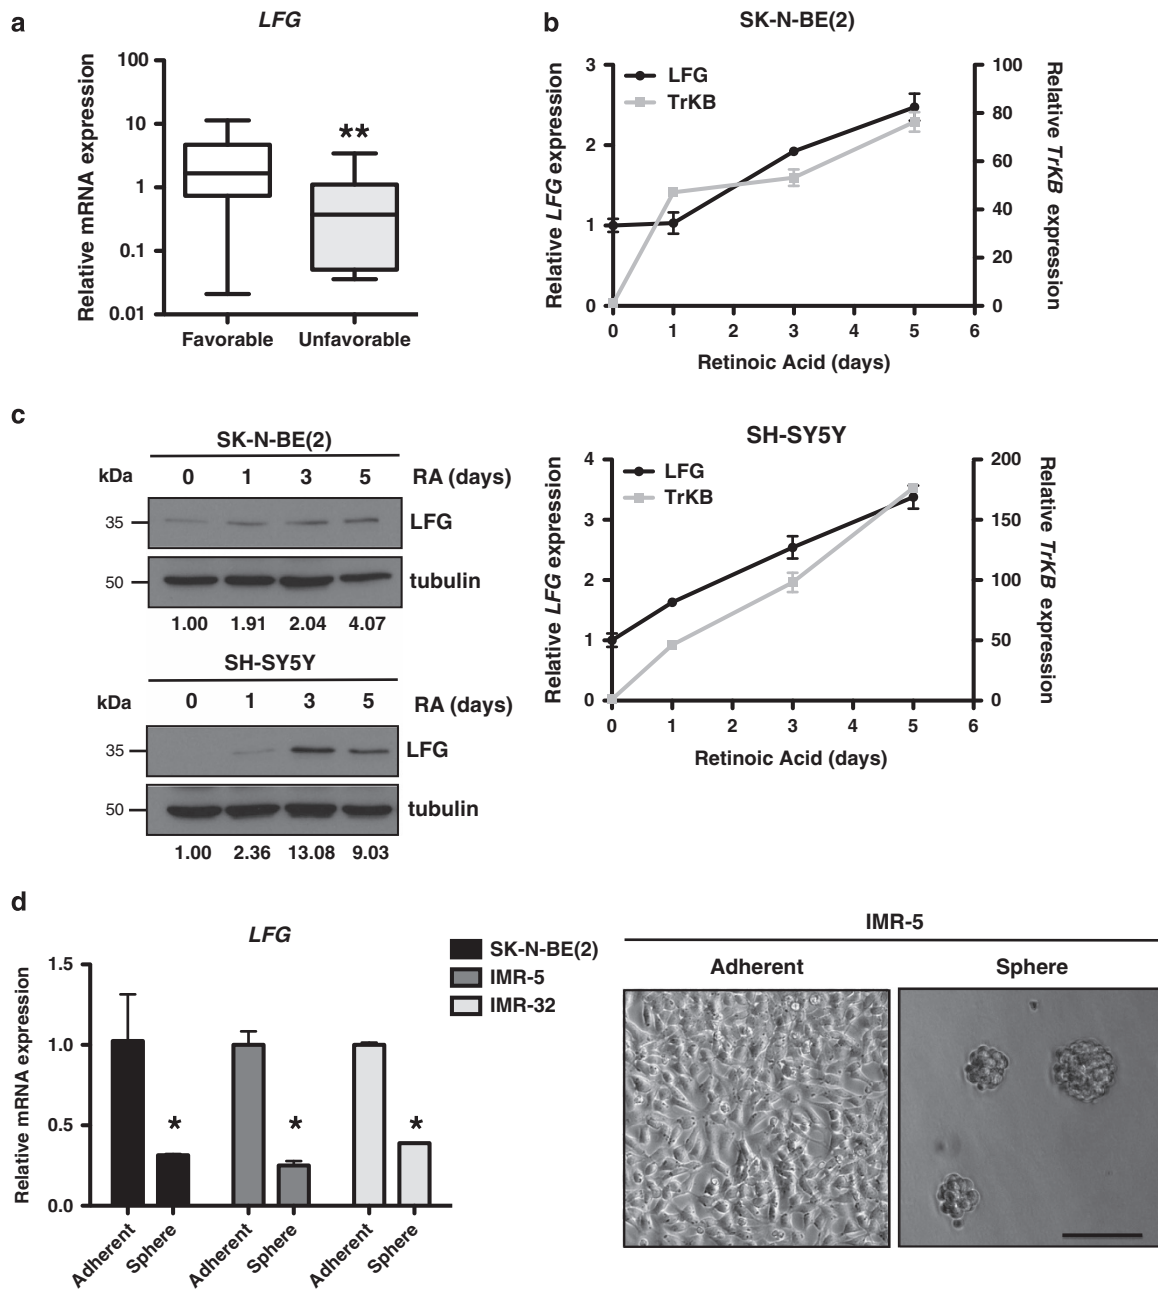 a
LFG
Relative mRNA expression
100
10
1
0.1
0.01
**
Favorable
Unfavorable
b
SK-N-BE(2)
LFG
TrKB
Relative LFG expression
3
2
1
0
100
80
60
40
20
0
Relative TrKB expression
0 1 2 3 4 5 6
Retinoic Acid (days)
SH-SY5Y
LFG
TrKB
Relative LFG expression
4
3
2
1
0
200
150
100
50
0
Relative TrKB expression
0 1 2 3 4 5 6
Retinoic Acid (days)
c
SK-N-BE(2)
kDa 0 1 3 5 RA (days)
35 LFG
50 tubulin
1.00 1.91 2.04 4.07
SH-SY5Y
kDa 0 1 3 5 RA (days)
35 LFG
50 tubulin
1.00 2.36 13.08 9.03
d
LFG
Relative mRNA expression
1.5
1.0
0.5
0.0
* * *
Adherent Sphere Adherent Sphere Adherent Sphere
SK-N-BE(2)
IMR-5
IMR-32
IMR-5
Adherent Sphere